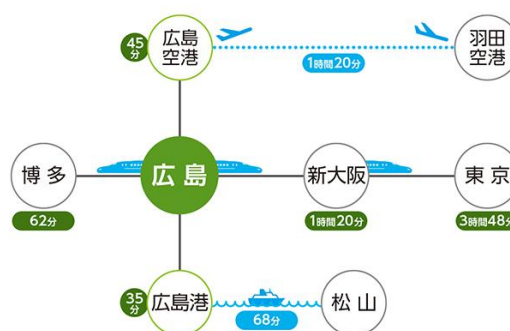 45分
広島
空港
1時間20分
羽田
空港
博多
62分
広島
新大阪
1時間20分
東京
3時間48分
35分
広島港
68分
松山